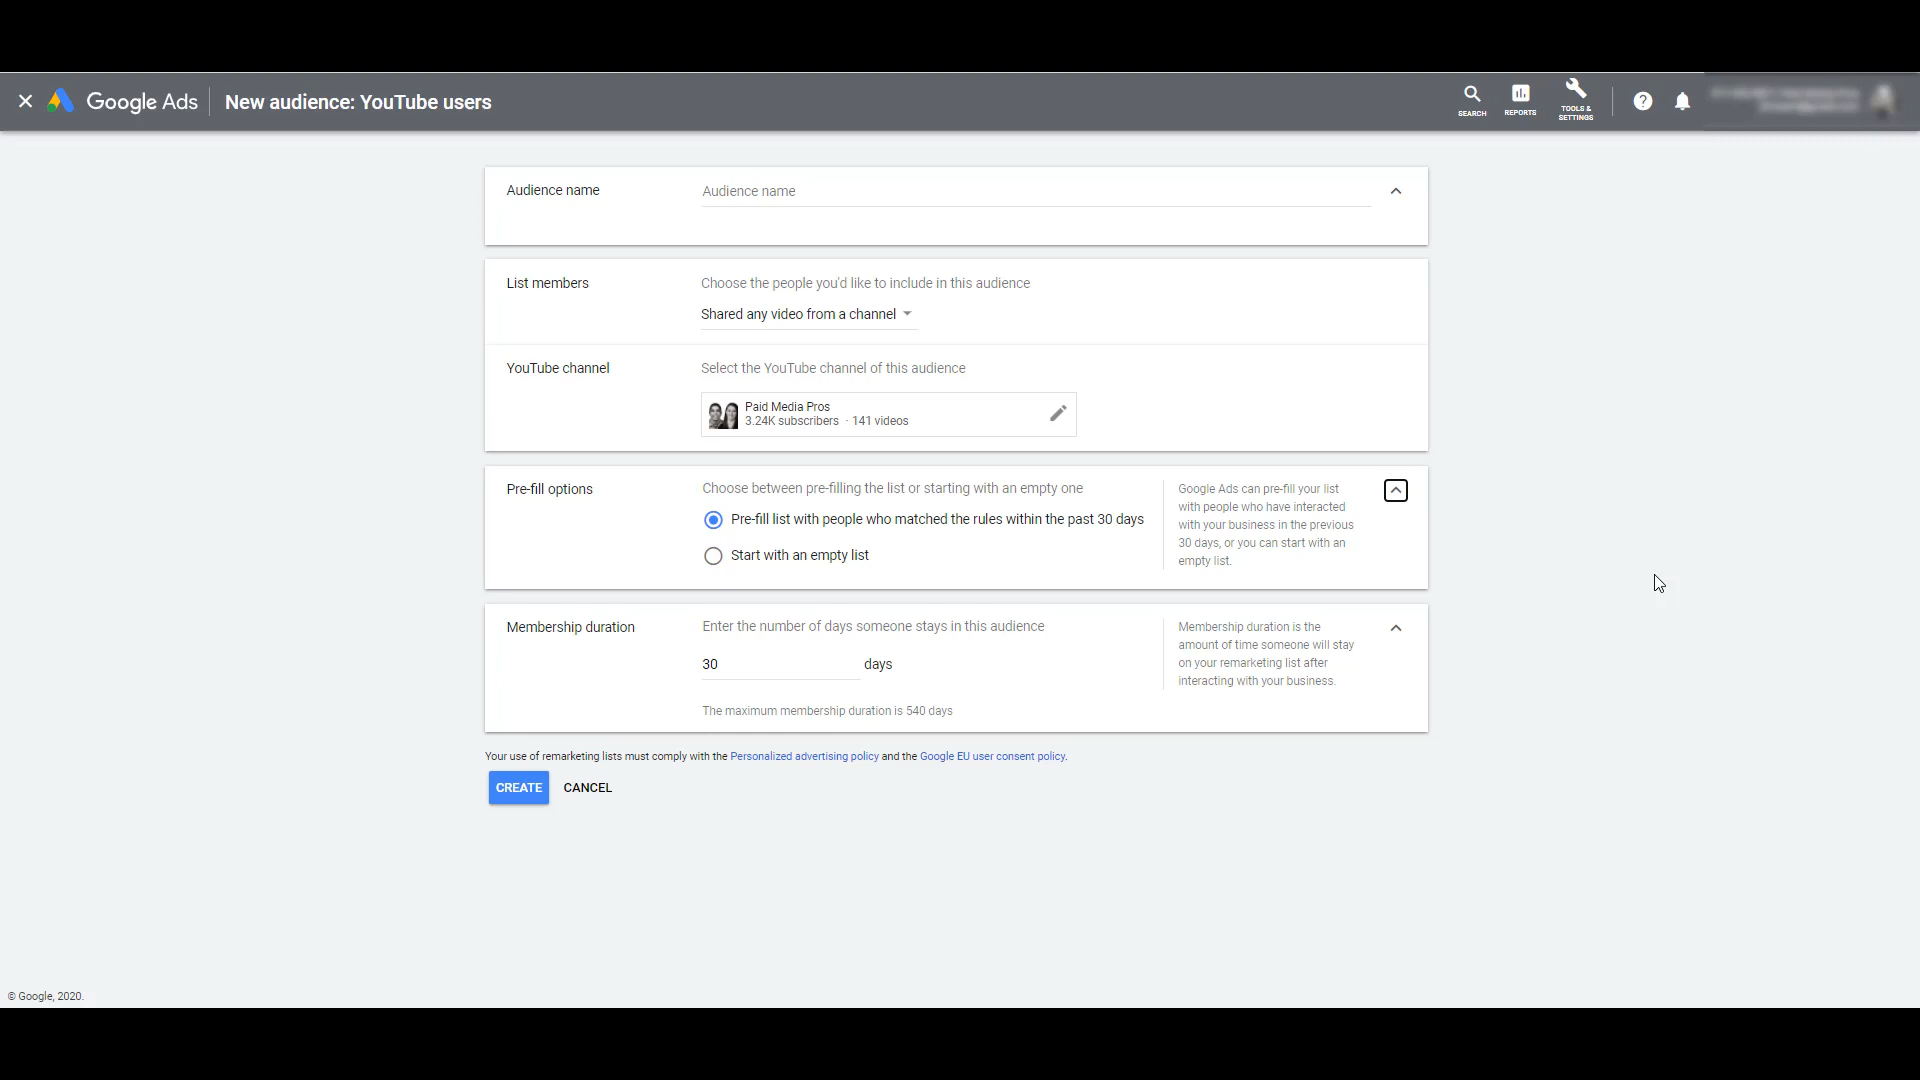 Google Ads
New audience: YouTube users
SEARCH
REPORTS
TOOLS &
SETTINGS
Audience name
Audience name
List members
Choose the people you'd like to include in this audience
Shared any video from a channel
YouTube channel
Select the YouTube channel of this audience
Paid Media Pros
3.24K subscribers · 141 videos
Pre-fill options
Choose between pre-filling the list or starting with an empty one
Pre-fill list with people who matched the rules within the past 30 days
Start with an empty list
Google Ads can pre-fill your list
with people who have interacted
with your business in the previous
30 days, or you can start with an
empty list.
Membership duration
Enter the number of days someone stays in this audience
30 days
The maximum membership duration is 540 days
Membership duration is the
amount of time someone will stay
on your remarketing list after
interacting with your business.
Your use of remarketing lists must comply with the Personalized advertising policy and the Google EU user consent policy.
CREATE
CANCEL
© Google, 2020.